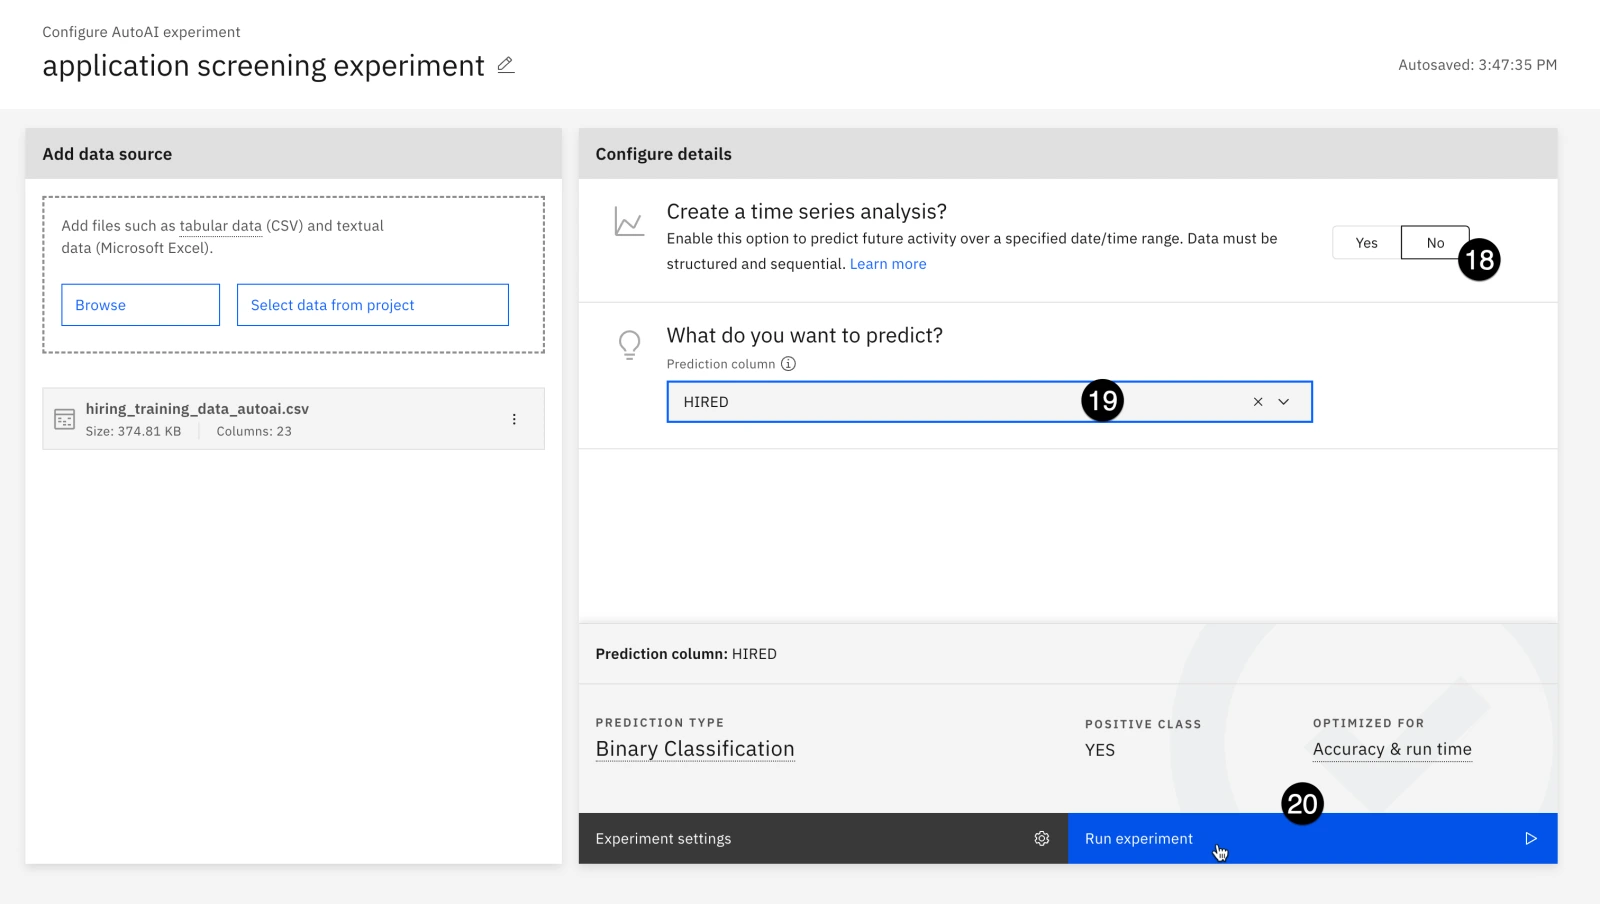 Configure AutoAI experiment
application screening experiment
Autosaved: 3:47:35 PM
Add data source
Add files such as tabular data (CSV) and textual
data (Microsoft Excel).
Browse
Select data from project
hiring_training_data_autoai.csv
Size: 374.81 KB
Columns: 23
Configure details
Create a time series analysis?
Enable this option to predict future activity over a specified date/time range. Data must be
structured and sequential. Learn more
Yes
No
18
What do you want to predict?
Prediction column
HIRED
19
Prediction column: HIRED
PREDICTION TYPE
Binary Classification
POSITIVE CLASS
YES
OPTIMIZED FOR
Accuracy & run time
20
Experiment settings
Run experiment